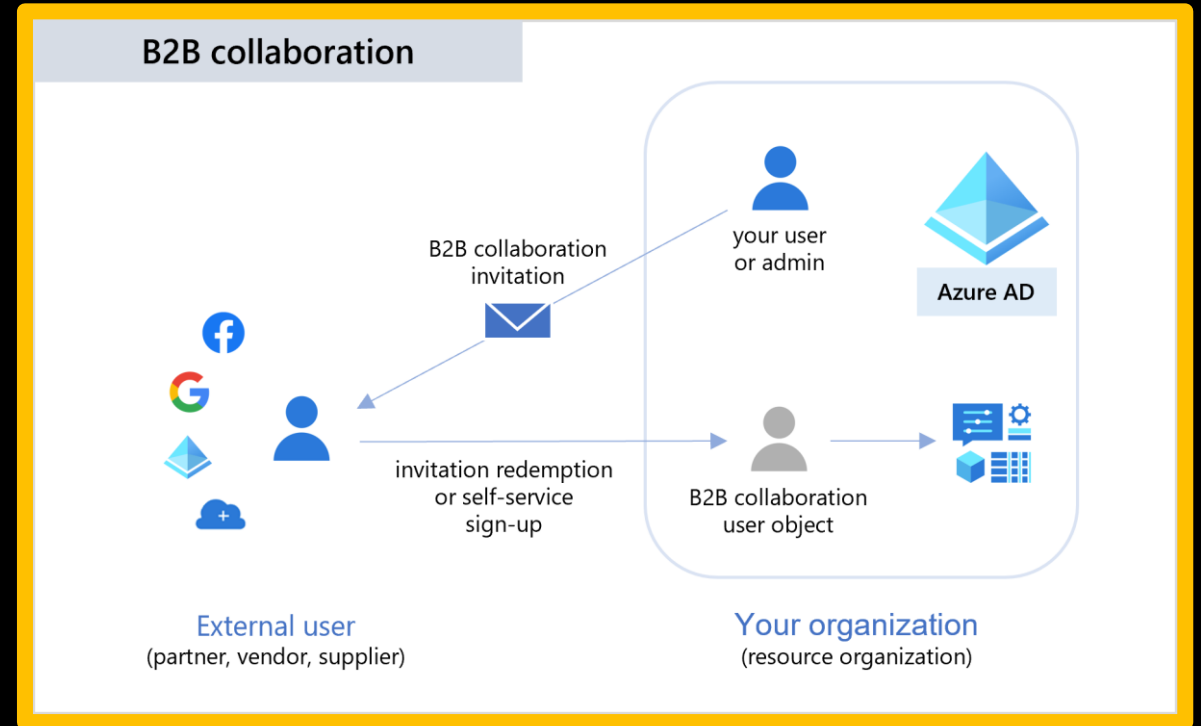 B2B collaboration
your user
or admin
Azure AD
B2B collaboration
invitation
invitation redemption
or self-service
sign-up
B2B collaboration
user object
External user
(partner, vendor, supplier)
Your organization
(resource organization)